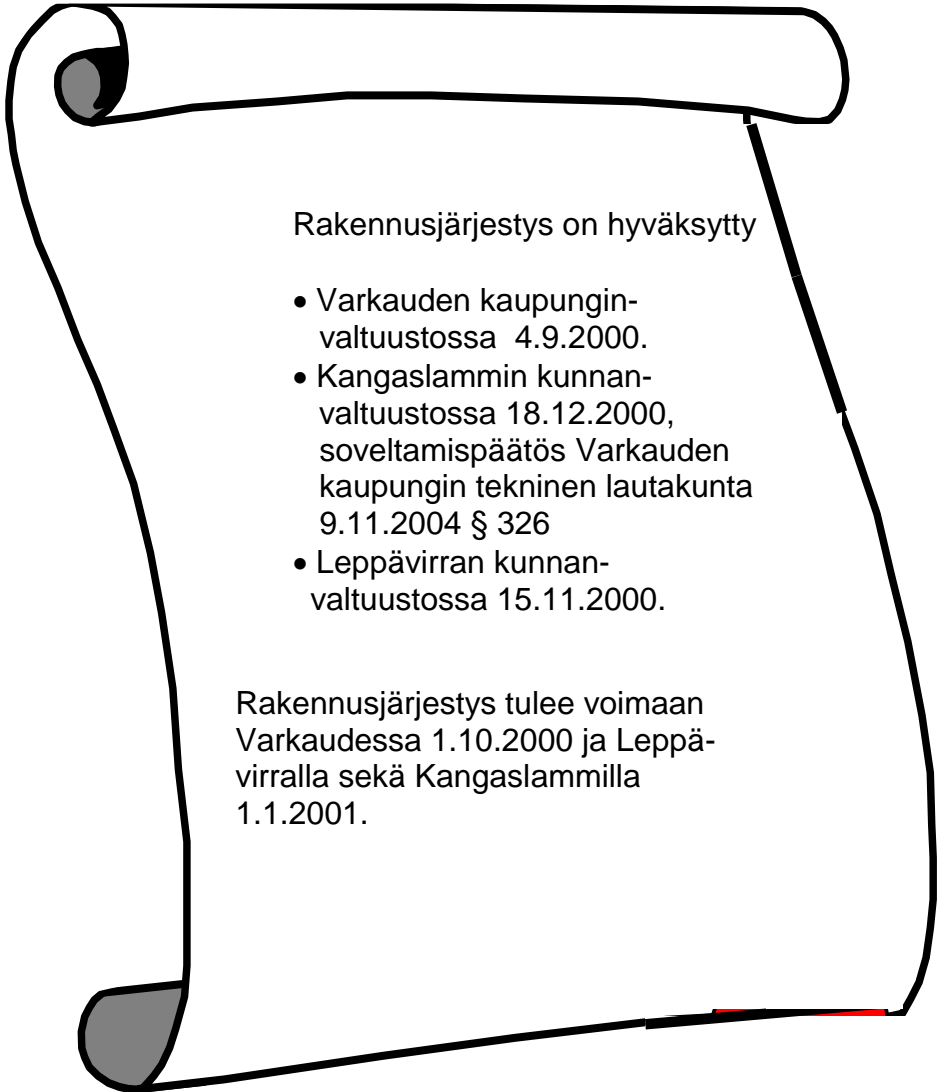 Rakennusjärjestys on hyväksytty
• Varkauden kaupungin-
valtuustossa 4.9.2000.
• Kangaslammin kunnan-
valtuustossa 18.12.2000,
soveltamispäätös Varkauden
kaupungin tekninen lautakunta
9.11.2004 § 326
• Leppävirran kunnan-
valtuustossa 15.11.2000.
Rakennusjärjestys tulee voimaan
Varkaudessa 1.10.2000 ja Leppä-
virralla sekä Kangaslammilla
1.1.2001.